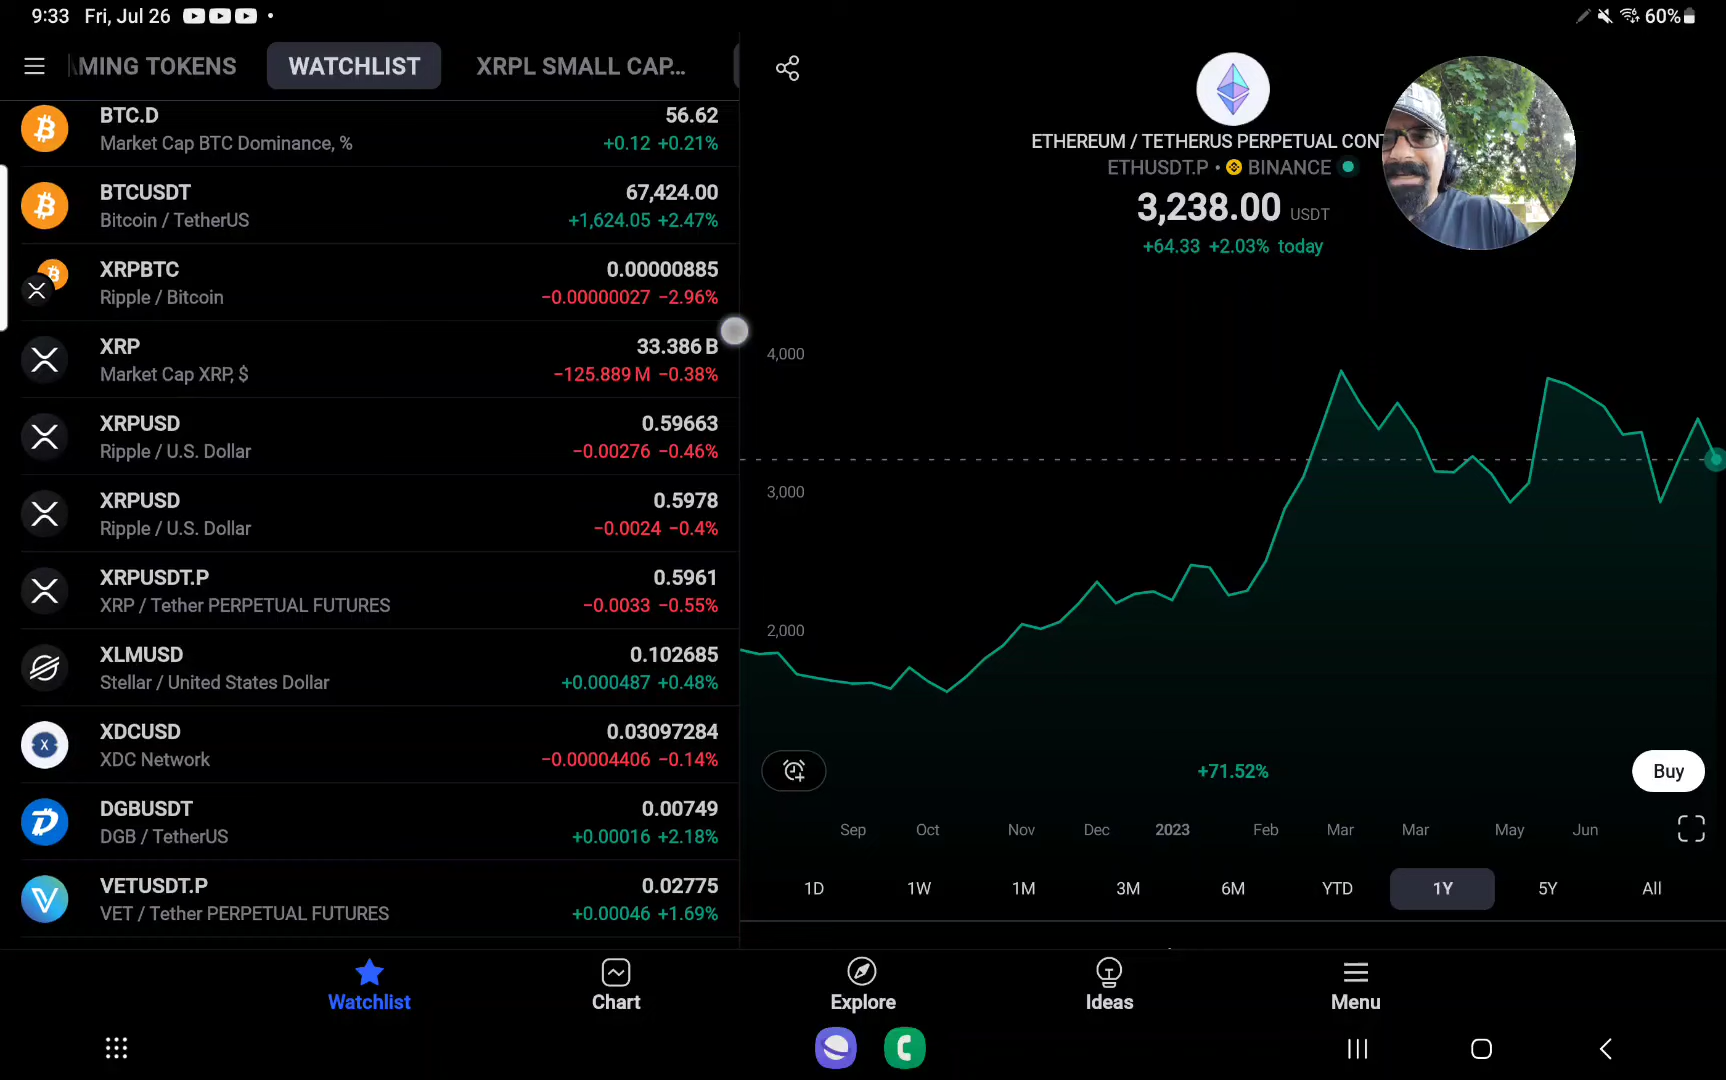 9:33 Fri, Jul 26
60%
MING TOKENS
WATCHLIST
XRPL SMALL CAP...
BTC.D 56.62
Market Cap BTC Dominance, % +0.12 +0.21%
BTCUSDT 67,424.00
Bitcoin / TetherUS +1,624.05 +2.47%
XRPBTC 0.00000885
Ripple / Bitcoin −0.00000027 −2.96%
XRP 33.386 B
Market Cap XRP, $ −125.889 M −0.38%
XRPUSD 0.59663
Ripple / U.S. Dollar −0.00276 −0.46%
XRPUSD 0.5978
Ripple / U.S. Dollar −0.0024 −0.4%
XRPUSDT.P 0.5961
XRP / Tether PERPETUAL FUTURES −0.0033 −0.55%
XLMUSD 0.102685
Stellar / United States Dollar +0.000487 +0.48%
XDCUSD 0.03097284
XDC Network −0.00004406 −0.14%
DGBUSDT 0.00749
DGB / TetherUS +0.00016 +2.18%
VETUSDT.P 0.02775
VET / Tether PERPETUAL FUTURES +0.00046 +1.69%
ETHEREUM / TETHERUS PERPETUAL CONT
ETHUSDT.P • BINANCE
3,238.00 USDT
+64.33 +2.03% today
4,000
3,000
2,000
+71.52%
Buy
Sep Oct Nov Dec 2023 Feb Mar Mar May Jun
1D 1W 1M 3M 6M YTD 1Y 5Y All
Watchlist Chart Explore Ideas Menu